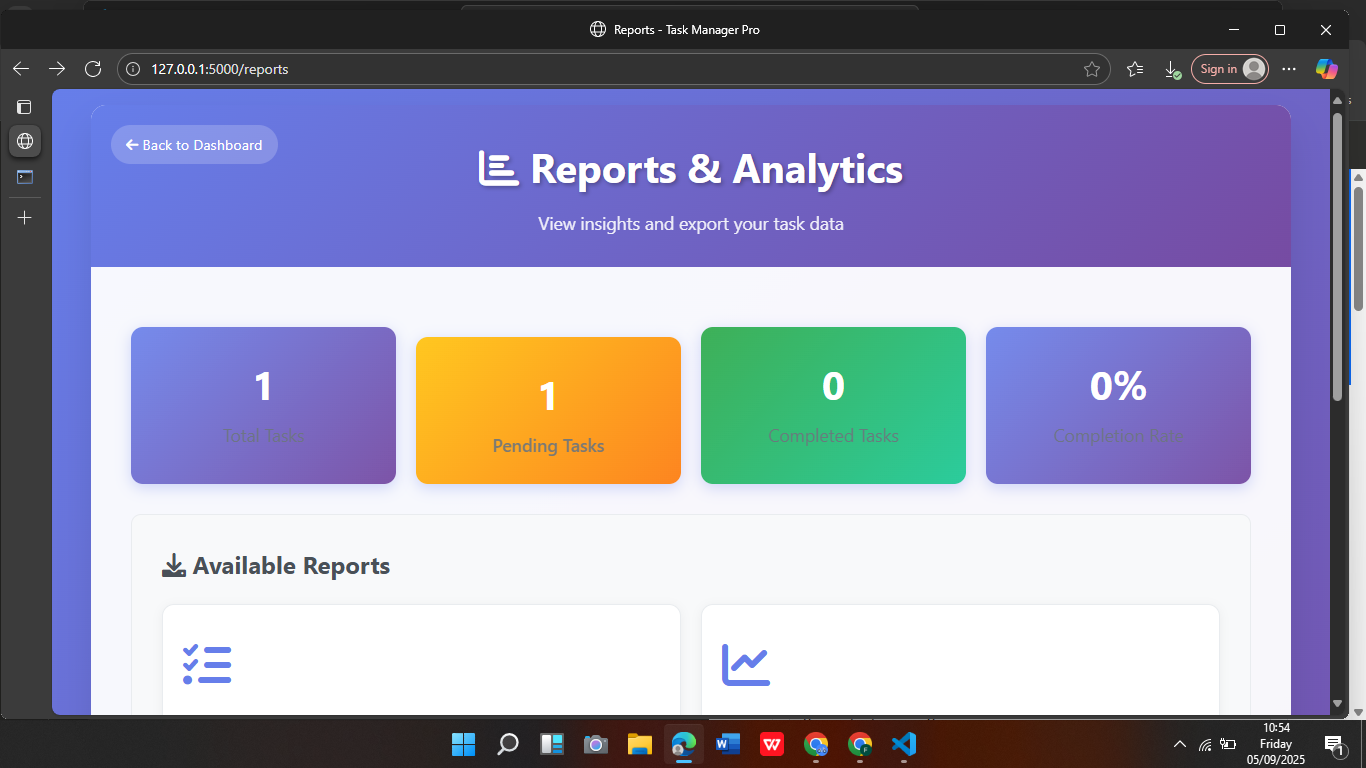 Reports - Task Manager Pro
127.0.0.1:5000/reports
Sign in
Back to Dashboard
Reports & Analytics
View insights and export your task data
1
Total Tasks
1
Pending Tasks
0
Completed Tasks
0%
Completion Rate
Available Reports
10:54
Friday
05/09/2025
1